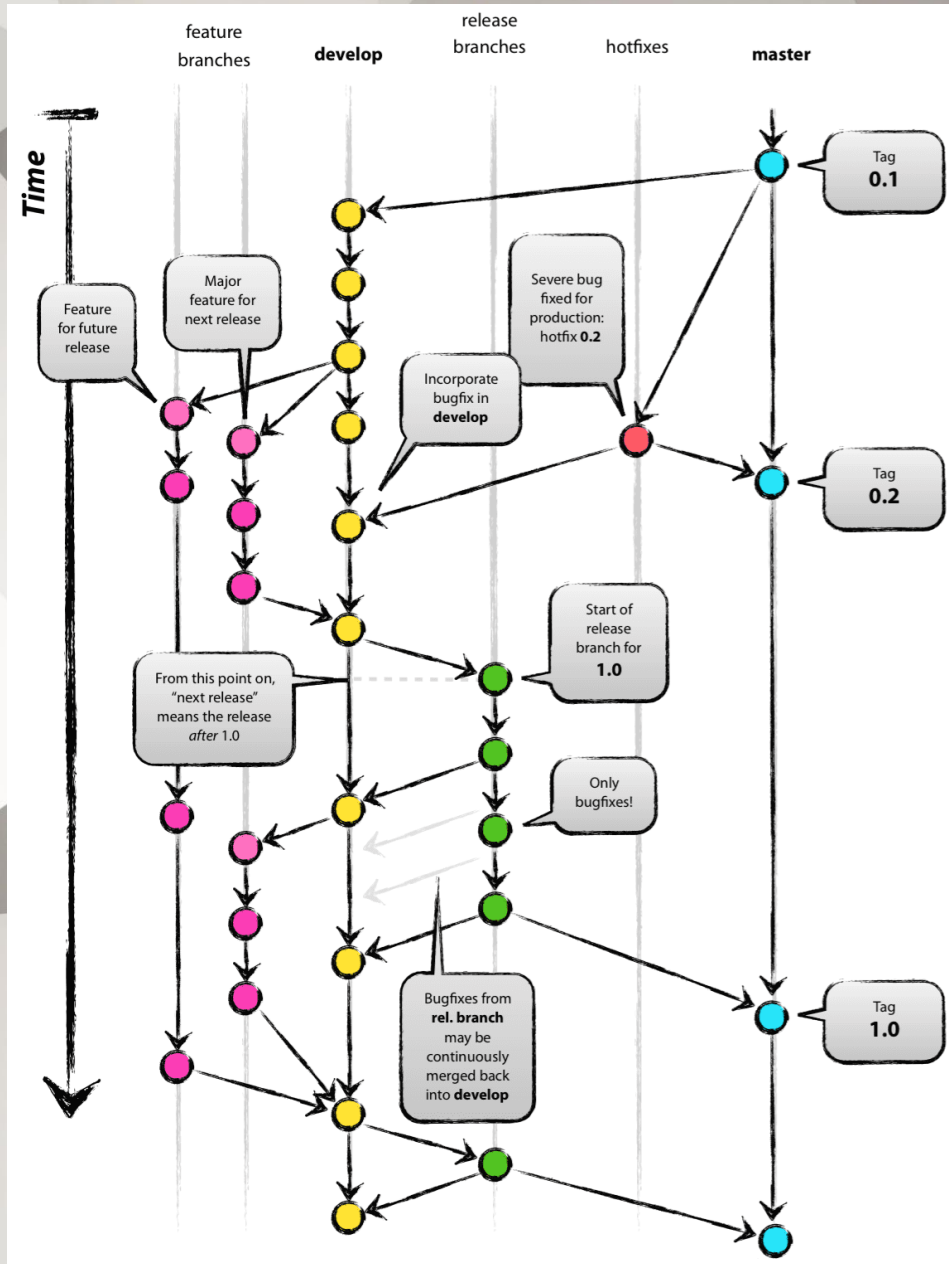 feature
branches
develop
release
branches
hotfixes
master
Time
Tag
0.1
Major
feature for
next release
Severe bug
fixed for
production:
hotfix 0.2
Feature
for future
release
Incorporate
bugfix in
develop
Tag
0.2
Start of
release
branch for
1.0
From this point on,
“next release”
means the release
after 1.0
Only
bugfixes!
Bugfixes from
rel. branch
may be
continuously
merged back
into develop
Tag
1.0